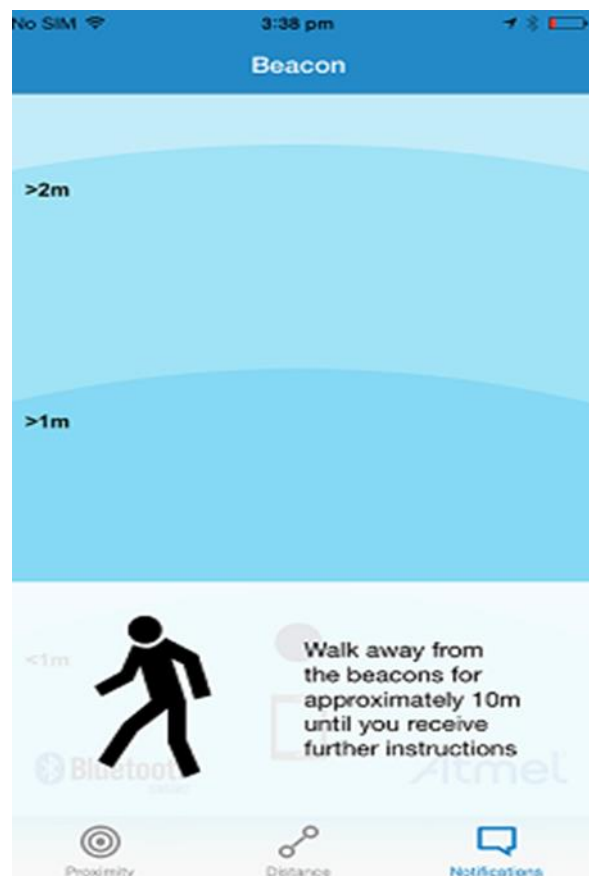 No SIM 3:38 pm
Beacon
>2m
>1m
<1m
Walk away from
the beacons for
approximately 10m
until you receive
further instructions
Bluetooth
Atmel
Proximity Distance Notifications